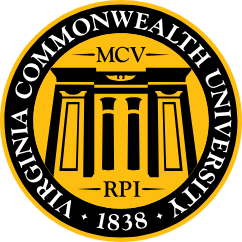 VIRGINIA COMMONWEALTH UNIVERSITY
MCV
RPI
· 1838 ·